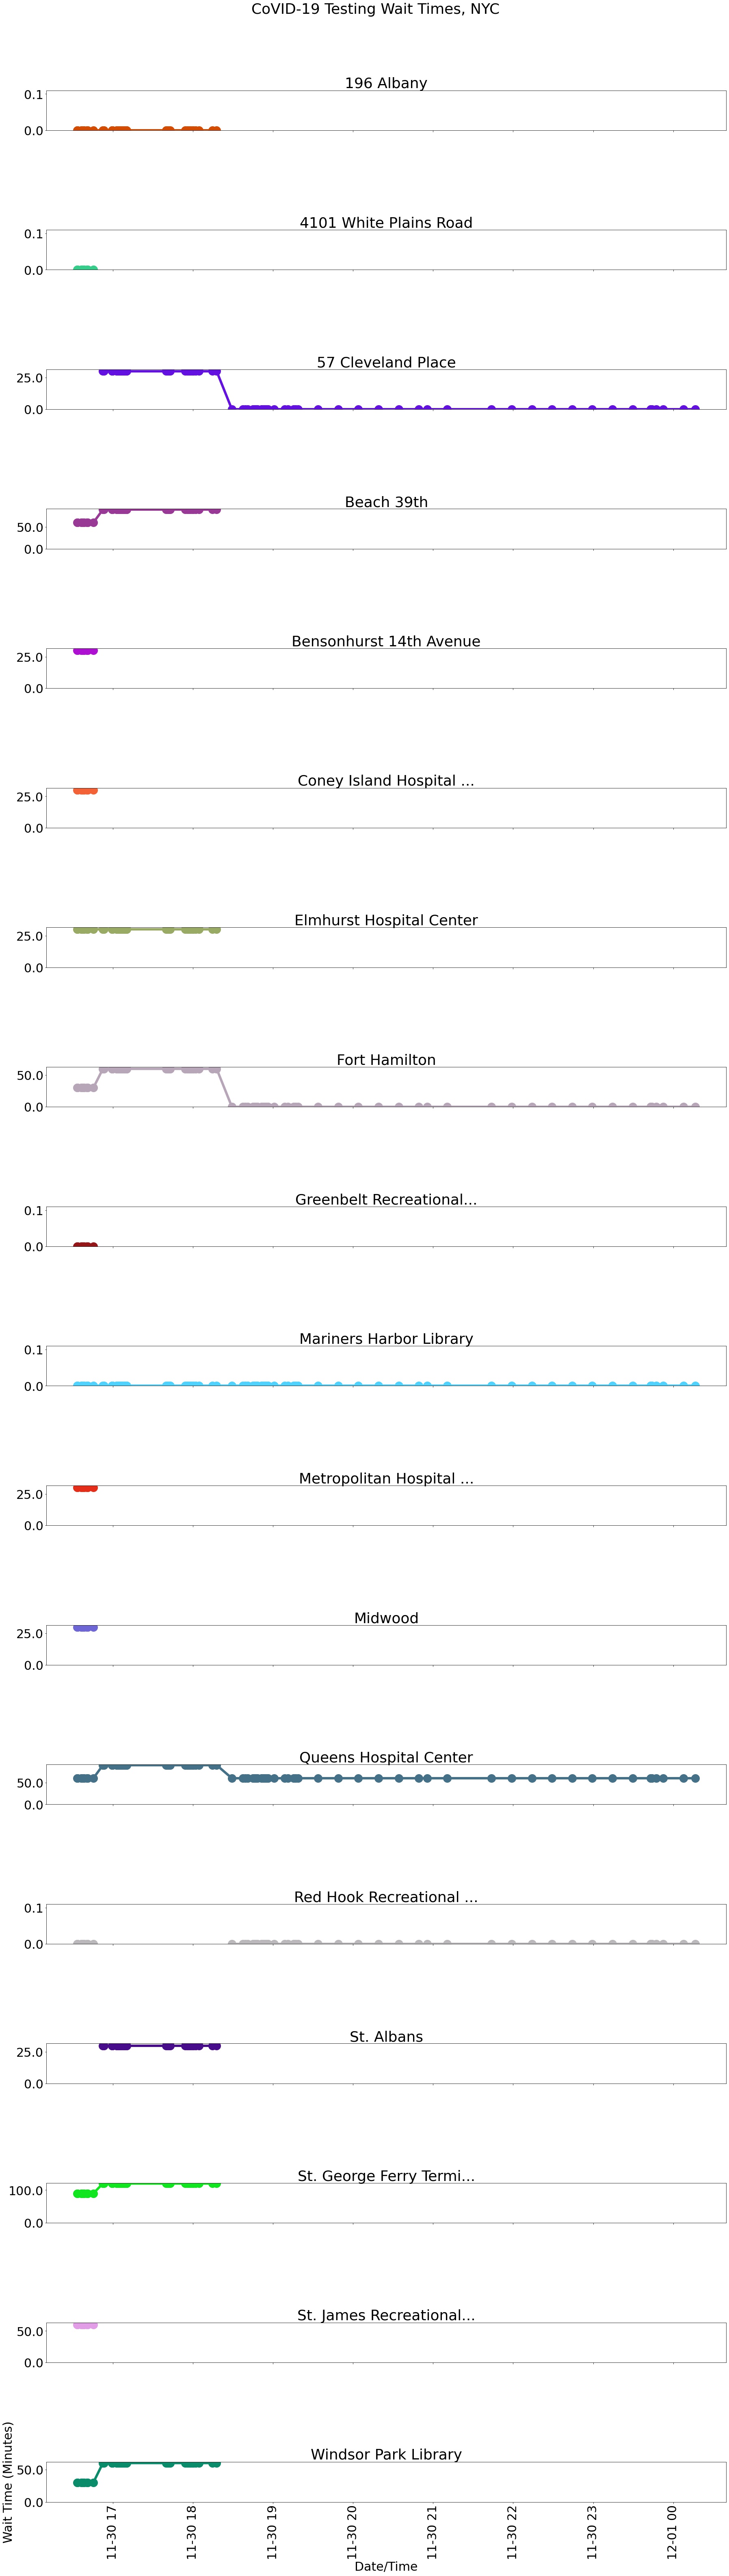 CoVID-19 Testing Wait Times, NYC
196 Albany
0.1
0.0
4101 White Plains Road
0.1
0.0
57 Cleveland Place
25.0
0.0
Beach 39th
50.0
0.0
Bensonhurst 14th Avenue
25.0
0.0
Coney Island Hospital ...
25.0
0.0
Elmhurst Hospital Center
25.0
0.0
Fort Hamilton
50.0
0.0
Greenbelt Recreational...
0.1
0.0
Mariners Harbor Library
0.1
0.0
Metropolitan Hospital ...
25.0
0.0
Midwood
25.0
0.0
Queens Hospital Center
50.0
0.0
Red Hook Recreational ...
0.1
0.0
St. Albans
25.0
0.0
St. George Ferry Termi...
100.0
0.0
St. James Recreational...
50.0
0.0
Windsor Park Library
50.0
0.0
Wait Time (Minutes)
11-30 17
11-30 18
11-30 19
11-30 20
11-30 21
11-30 22
11-30 23
12-01 00
Date/Time